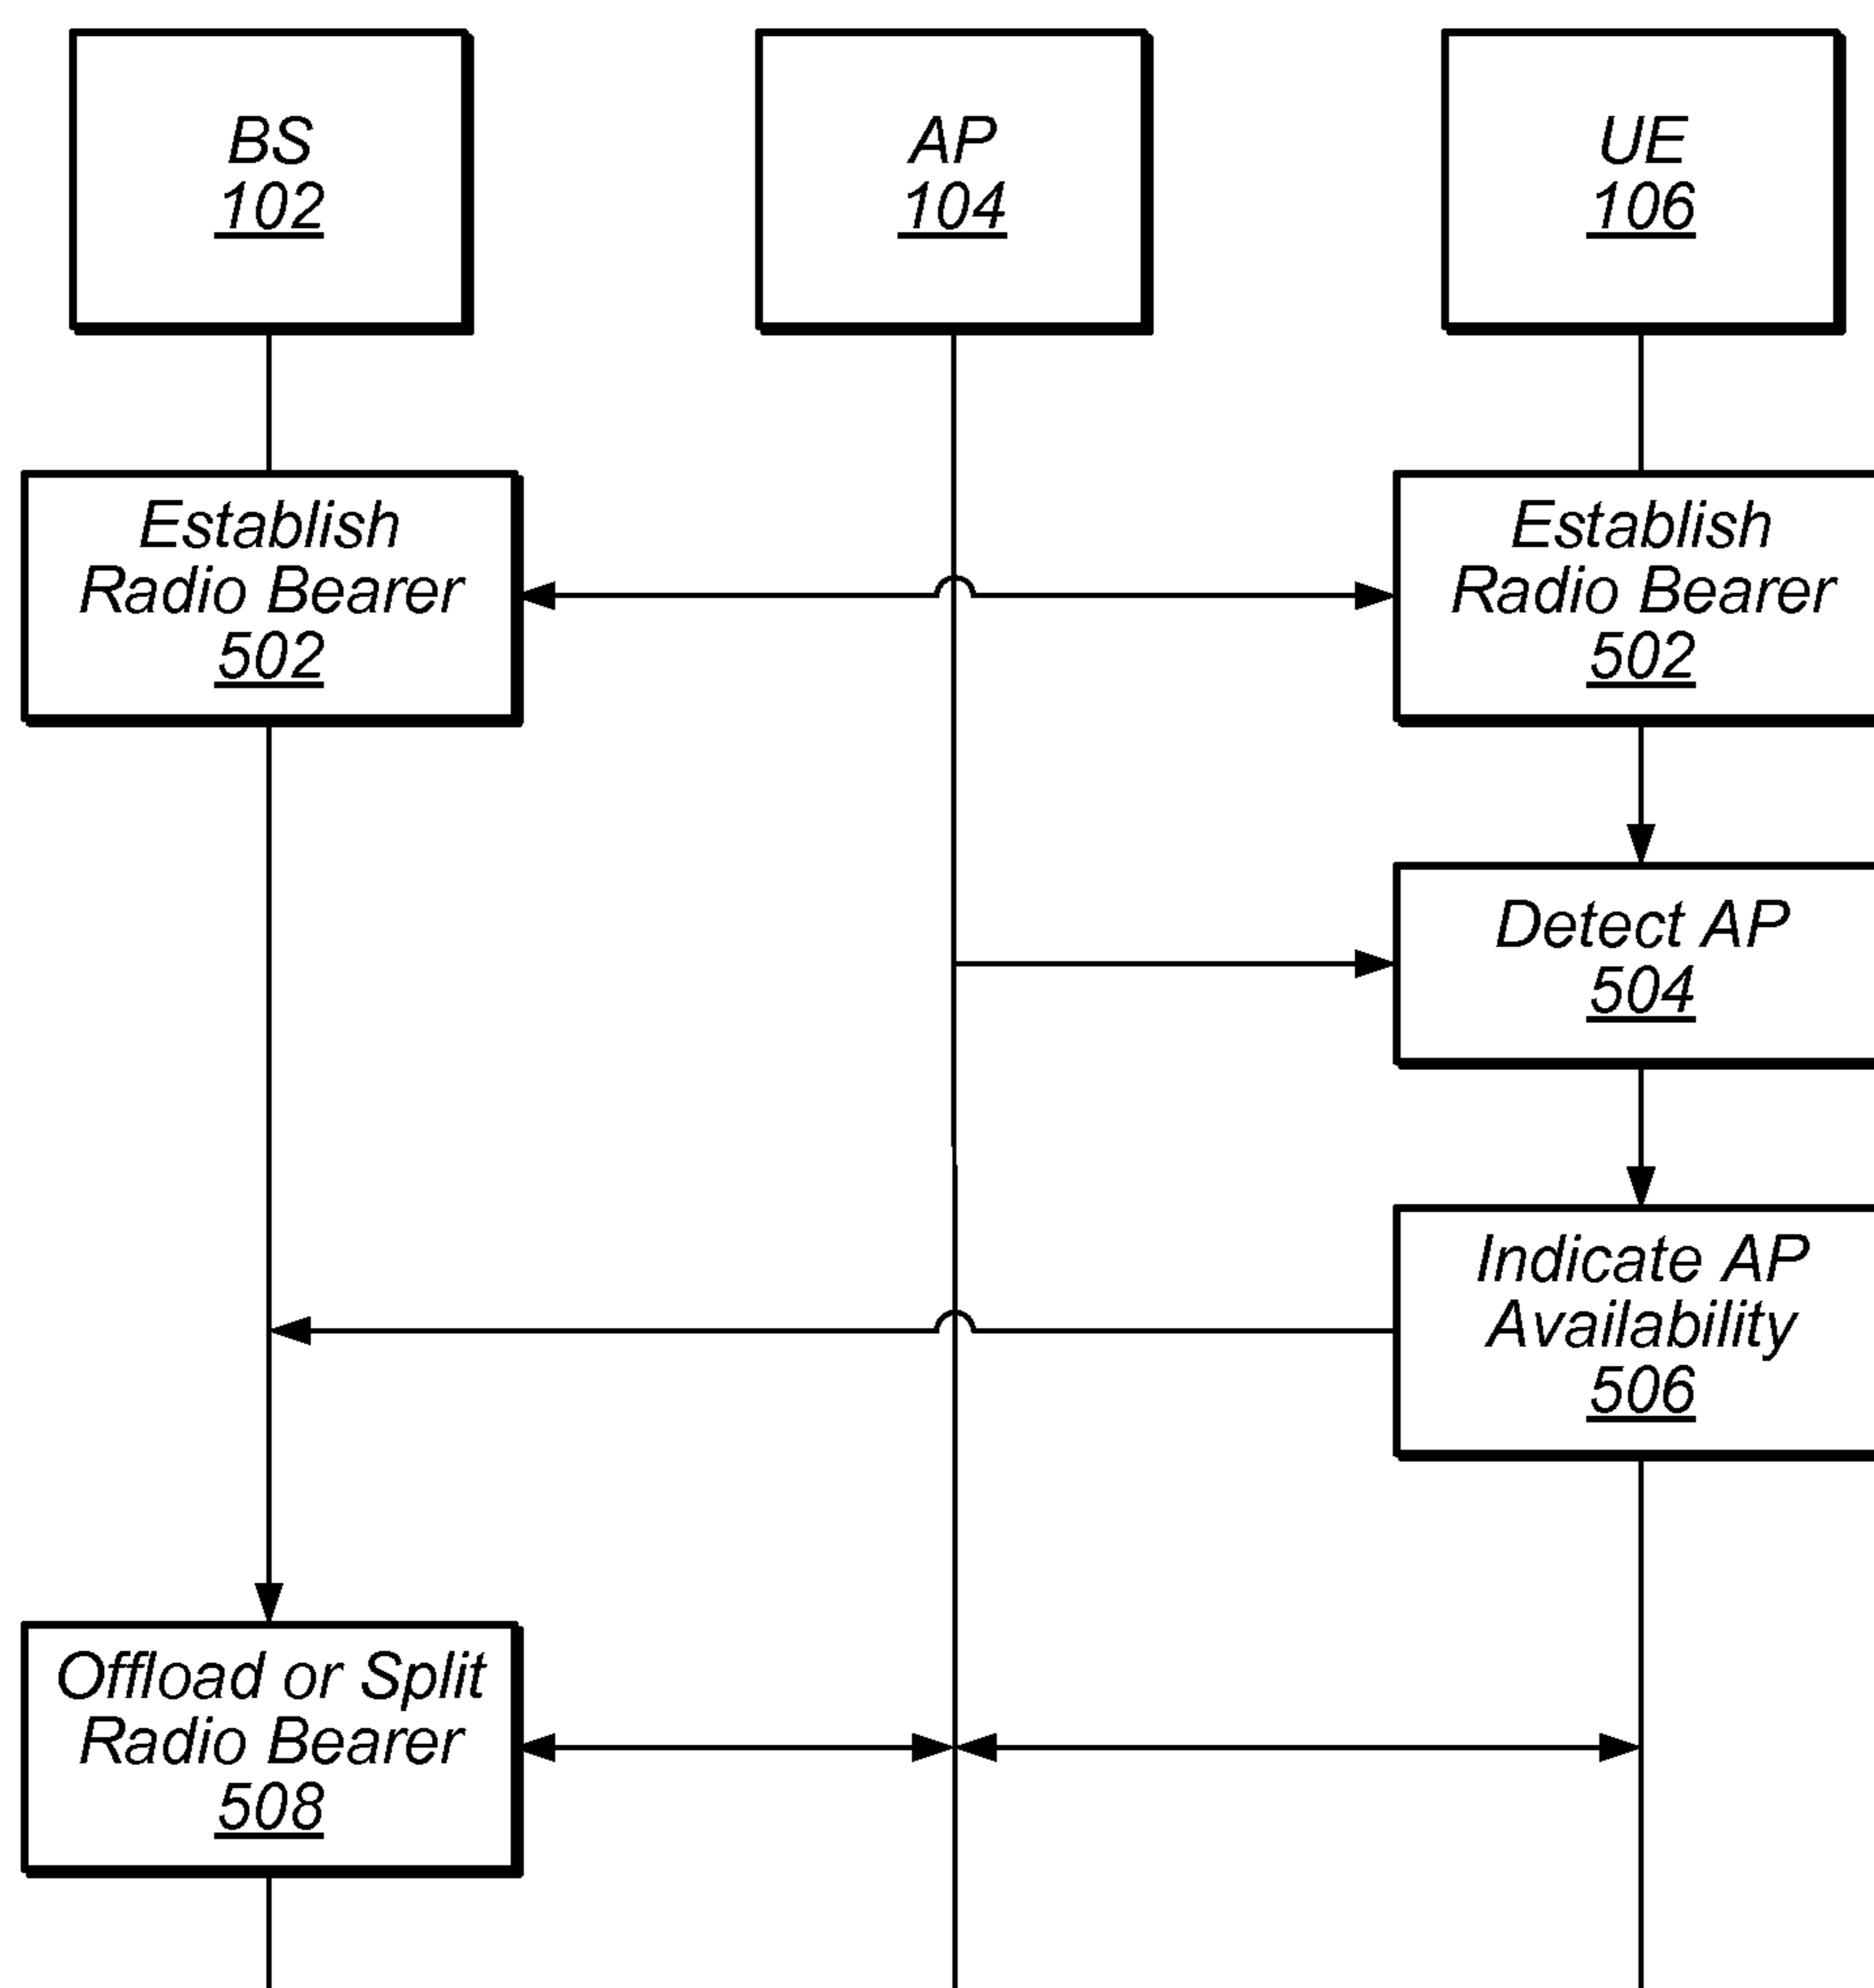 BS
102
AP
104
UE
106
Establish
Radio Bearer
502
Establish
Radio Bearer
502
Detect AP
504
Indicate AP
Availability
506
Offload or Split
Radio Bearer
508